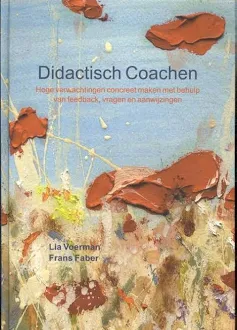 Didactisch Coachen
Hoge verwachtingen concreet maken met behulp
van feedback, vragen en aanwijzingen
Lia Voerman
Frans Faber